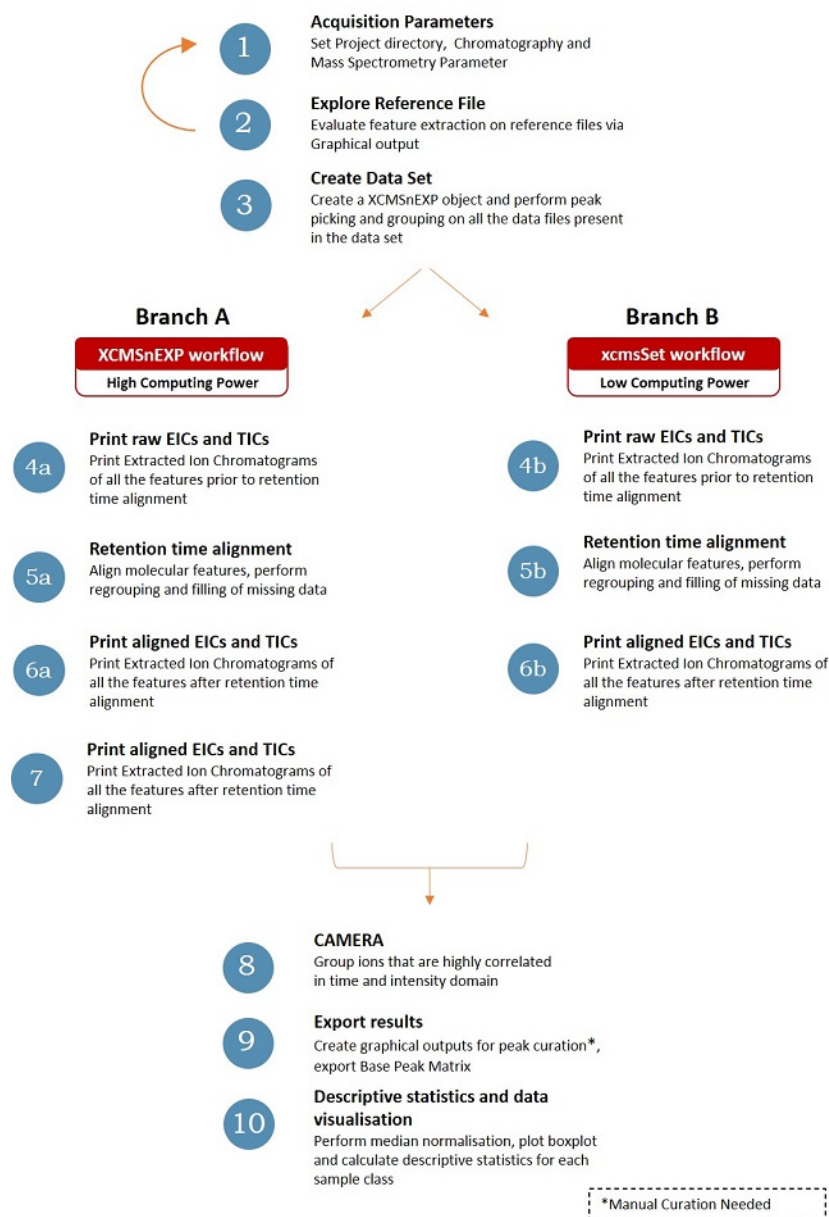 1
Acquisition Parameters
Set Project directory, Chromatography and
Mass Spectrometry Parameter
2
Explore Reference File
Evaluate feature extraction on reference files via
Graphical output
3
Create Data Set
Create a XCMSnEXP object and perform peak
picking and grouping on all the data files present
in the data set
Branch A
XCMSnEXP workflow
High Computing Power
4a
Print raw EICs and TICs
Print Extracted Ion Chromatograms
of all the features prior to retention
time alignment
5a
Retention time alignment
Align molecular features, perform
regrouping and filling of missing data
6a
Print aligned EICs and TICs
Print Extracted Ion Chromatograms of
all the features after retention time
alignment
7
Print aligned EICs and TICs
Print Extracted Ion Chromatograms of
all the features after retention time
alignment
Branch B
xcmsSet workflow
Low Computing Power
4b
Print raw EICs and TICs
Print Extracted Ion Chromatograms
of all the features prior to retention
time alignment
5b
Retention time alignment
Align molecular features, perform
regrouping and filling of missing data
6b
Print aligned EICs and TICs
Print Extracted Ion Chromatograms of
all the features after retention time
alignment
8
CAMERA
Group ions that are highly correlated
in time and intensity domain
9
Export results
Create graphical outputs for peak curation*,
export Base Peak Matrix
10
Descriptive statistics and data
visualisation
Perform median normalisation, plot boxplot
and calculate descriptive statistics for each
sample class
*Manual Curation Needed